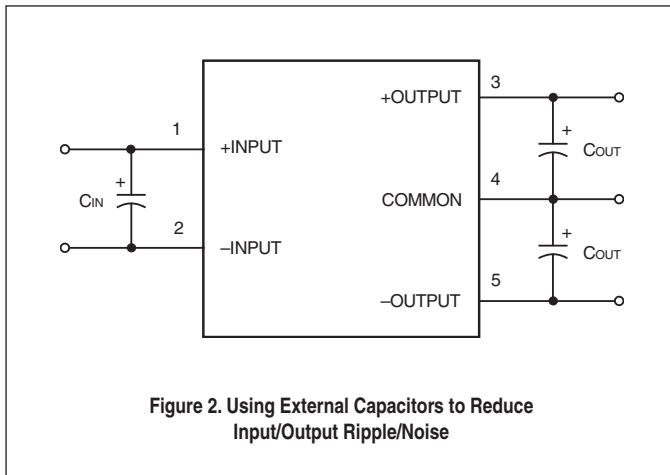 1
+INPUT
+
CIN
2
–INPUT
+OUTPUT
3
+
COUT
COMMON
4
+
COUT
–OUTPUT
5
Figure 2. Using External Capacitors to Reduce
Input/Output Ripple/Noise